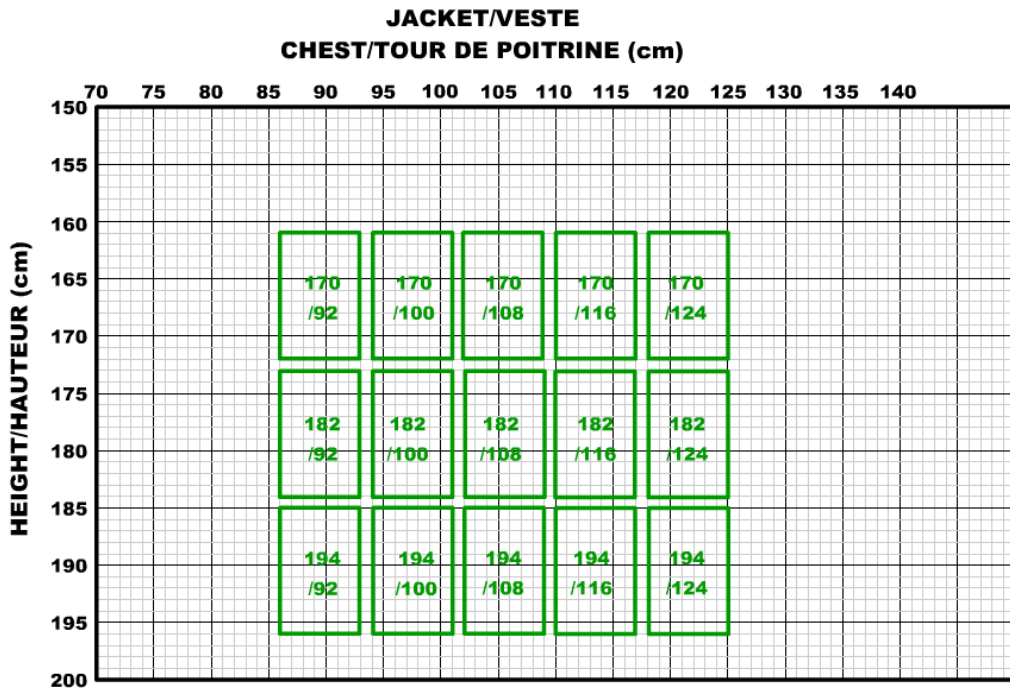 JACKET/VESTE
CHEST/TOUR DE POITRINE (cm)
70 75 80 85 90 95 100 105 110 115 120 125 130 135 140
HEIGHT/HAUTEUR (cm)
150
155
160
165
170 170 170 170 170
/92 /100 /108 /116 /124
170
175
182 182 182 182 182
180
/92 /100 /108 /116 /124
185
194 194 194 194 194
190
/92 /100 /108 /116 /124
195
200